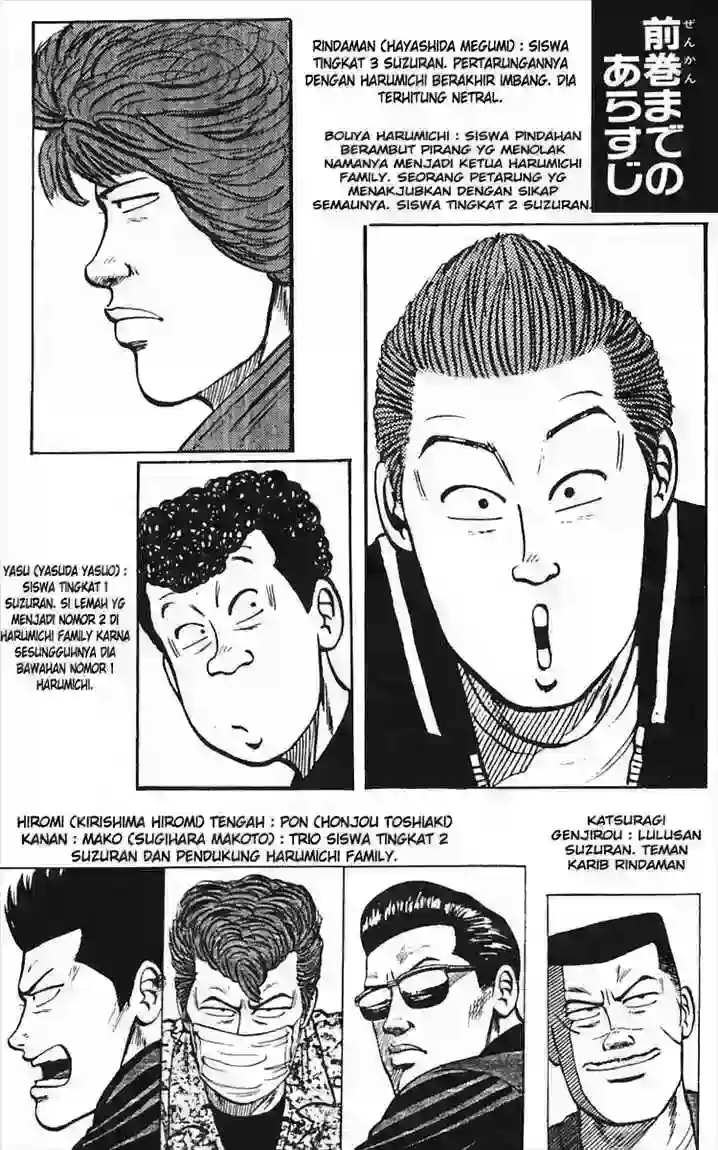 前巻までの
ぜんかん
あらすじ
RINDAMAN (HAYASHIDA MEGUMI) : SISWA
TINGKAT 3 SUZURAN. PERTARUNGANNYA
DENGAN HARUMICHI BERAKHIR IMBANG. DIA
TERHITUNG NETRAL.
BOUYA HARUMICHI : SISWA PINDAHAN
BERAMBUT PIRANG YG MENOLAK
NAMANYA MENJADI KETUA HARUMICHI
FAMILY. SEORANG PETARUNG YG
MENAKJUBKAN DENGAN SIKAP
SEMAUNYA. SISWA TINGKAT 2 SUZURAN.
YASU (YASUDA YASUO) :
SISWA TINGKAT 1
SUZURAN. SI LEMAH YG
MENJADI NOMOR 2 DI
HARUMICHI FAMILY KARNA
SESUNGGUHNYA DIA
BAWAHAN NOMOR 1
HARUMICHI.
HIROMI (KIRISHIMA HIROMI) TENGAH : PON (HONJOU TOSHIAKI)
KANAN : MAKO (SUGIHARA MAKOTO) : TRIO SISWA TINGKAT 2
SUZURAN DAN PENDUKUNG HARUMICHI FAMILY.
KATSURAGI
GENJIROU : LULUSAN
SUZURAN. TEMAN
KARIB RINDAMAN